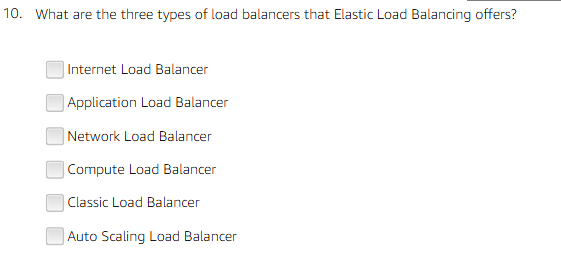 10. What are the three types of load balancers that Elastic Load Balancing offers?
Internet Load Balancer
Application Load Balancer
Network Load Balancer
Compute Load Balancer
Classic Load Balancer
Auto Scaling Load Balancer